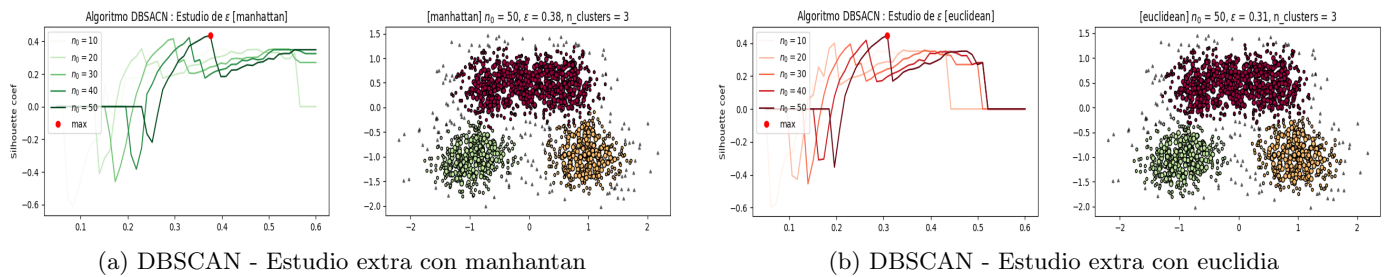 Algoritmo DBSACN : Estudio de ε [manhattan]
Silhouette coef
0.4
0.2
0.0
−0.2
−0.4
−0.6
n₀ = 10
n₀ = 20
n₀ = 30
n₀ = 40
n₀ = 50
max
0.1 0.2 0.3 0.4 0.5 0.6
[manhattan] n₀ = 50, ε = 0.38, n_clusters = 3
1.5
1.0
0.5
0.0
−0.5
−1.0
−1.5
−2.0
−2 −1 0 1 2
(a) DBSCAN - Estudio extra con manhantan
Algoritmo DBSACN : Estudio de ε [euclidean]
Silhouette coef
0.4
0.2
0.0
−0.2
−0.4
−0.6
n₀ = 10
n₀ = 20
n₀ = 30
n₀ = 40
n₀ = 50
max
0.1 0.2 0.3 0.4 0.5 0.6
[euclidean] n₀ = 50, ε = 0.31, n_clusters = 3
1.5
1.0
0.5
0.0
−0.5
−1.0
−1.5
−2.0
−2 −1 0 1 2
(b) DBSCAN - Estudio extra con euclidia